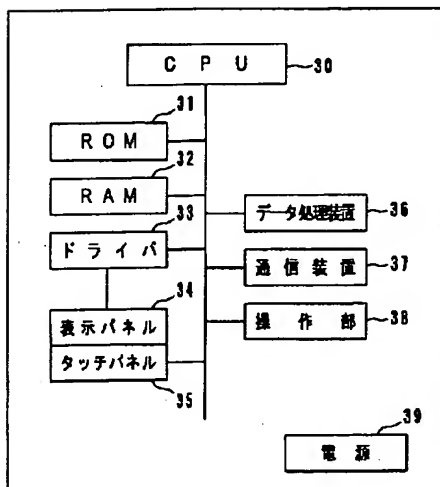 CPU 30
31
ROM
32
RAM
33
ドライバ
34
表示パネル
タッチパネル
35
データ処理装置 36
通信装置 37
操作部 38
39
電源